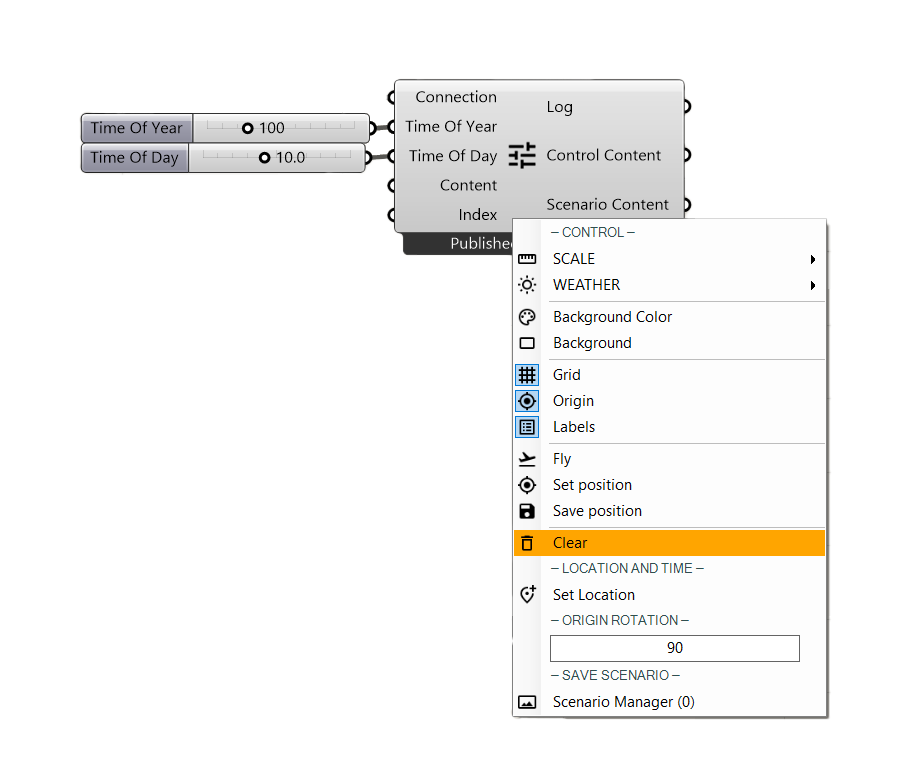 Connection
Log
Time Of Year 100
Time Of Year
Time Of Day 10.0
Time Of Day
Control Content
Content
Scenario Content
Index
– CONTROL –
Publishe
SCALE
WEATHER
Background Color
Background
Grid
Origin
Labels
Fly
Set position
Save position
Clear
– LOCATION AND TIME –
Set Location
– ORIGIN ROTATION –
90
– SAVE SCENARIO –
Scenario Manager (0)